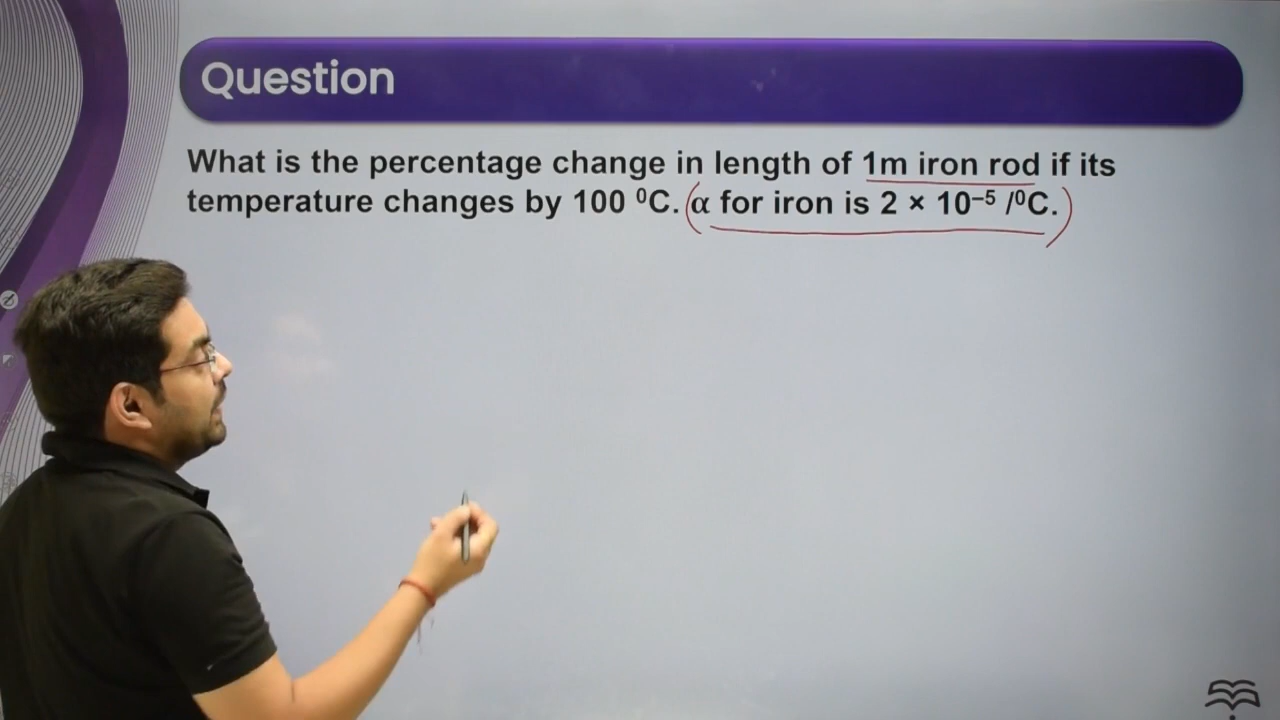 Question
What is the percentage change in length of 1m iron rod if its
temperature changes by 100 ⁰C. (α for iron is 2 × 10⁻⁵ /⁰C.)